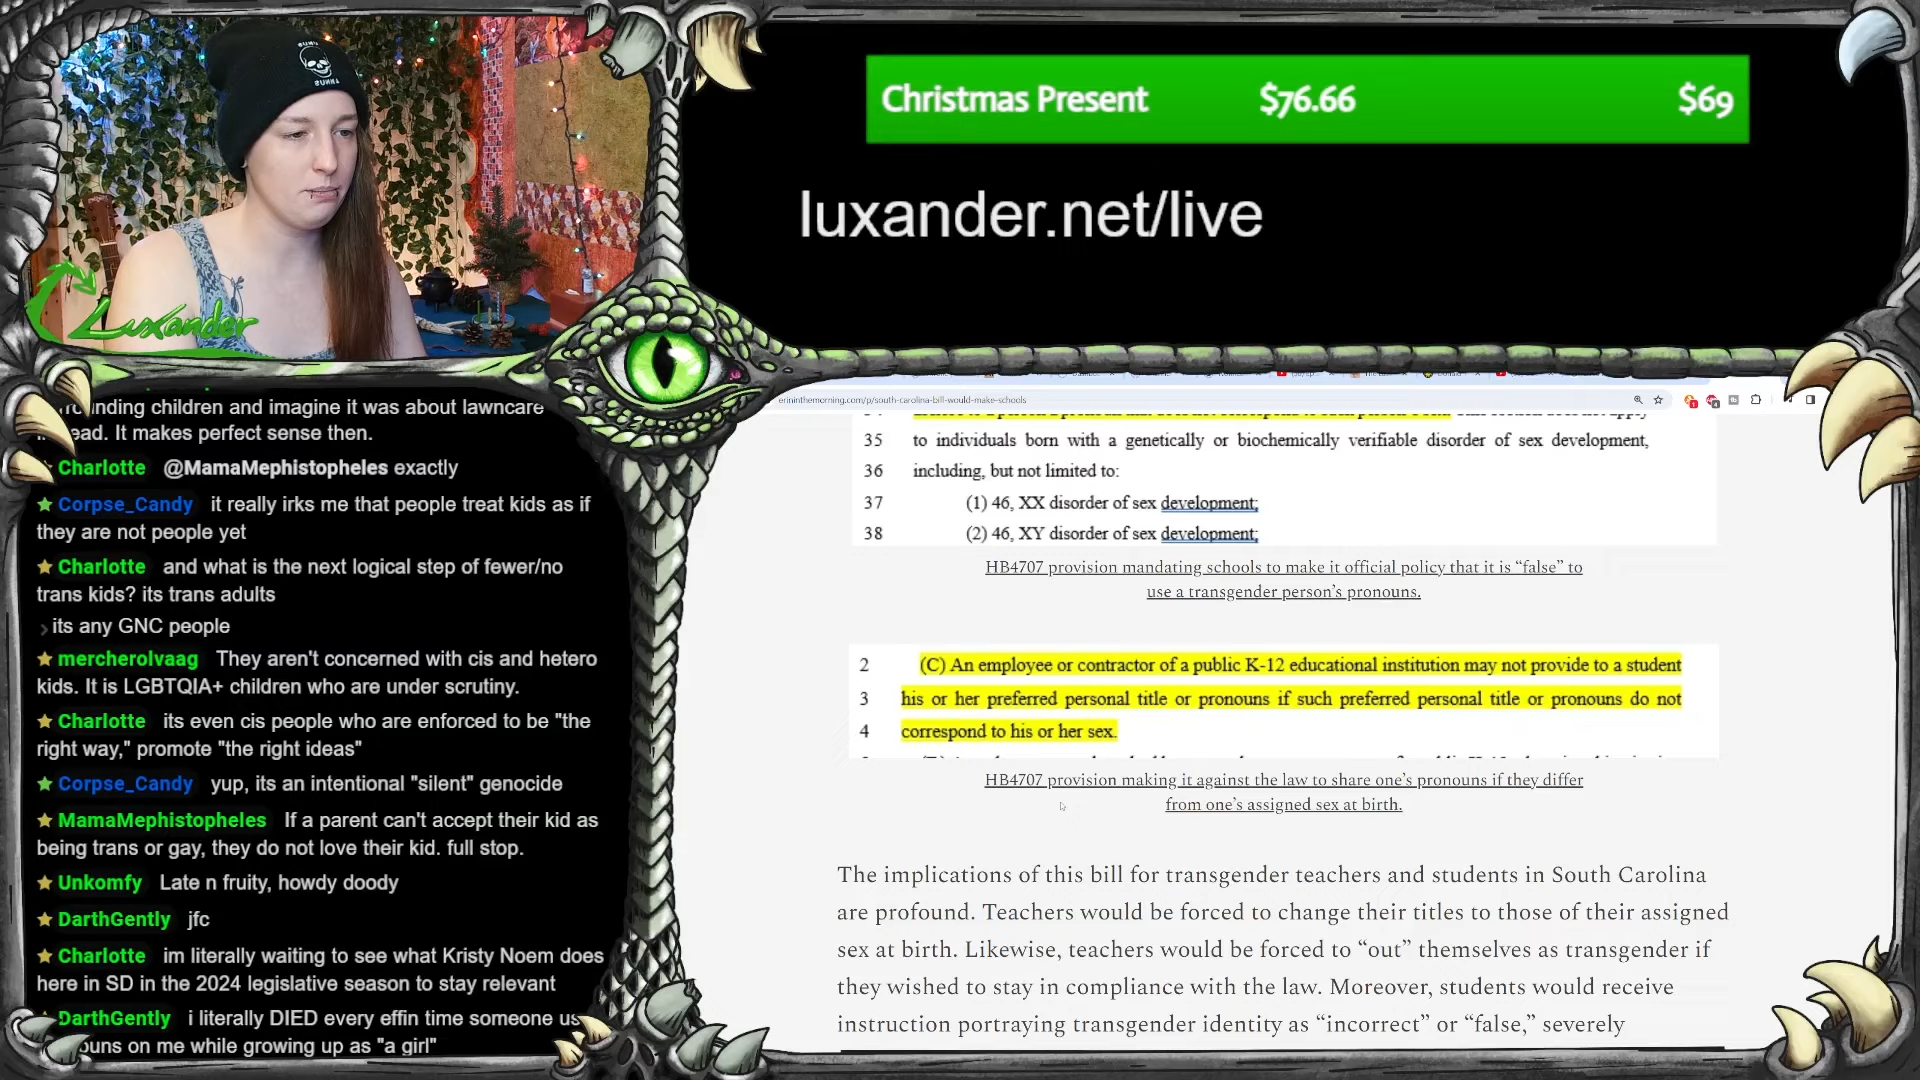 SUNNA
Luxander
Christmas Present $76.66 $69
luxander.net/live
children and imagine it was about lawncare
It makes perfect sense then.
Charlotte @MamaMephistopheles exactly
Corpse_Candy it really irks me that people treat kids as if
they are not people yet
Charlotte and what is the next logical step of fewer/no
trans kids? its trans adults
its any GNC people
mercherolvaag They aren't concerned with cis and hetero
kids. It is LGBTQIA+ children who are under scrutiny.
Charlotte its even cis people who are enforced to be "the
right way," promote "the right ideas"
Corpse_Candy yup, its an intentional "silent" genocide
MamaMephistopheles If a parent can't accept their kid as
being trans or gay, they do not love their kid. full stop.
Unkomfy Late n fruity, howdy doody
DarthGently jfc
Charlotte im literally waiting to see what Kristy Noem does
here in SD in the 2024 legislative season to stay relevant
DarthGently i literally DIED every effin time someone
on me while growing up as "a girl"
erininthemorning.com/p/south-carolina-bill-would-make-schools
35 to individuals born with a genetically or biochemically verifiable disorder of sex development,
36 including, but not limited to:
37 (1) 46, XX disorder of sex development;
38 (2) 46, XY disorder of sex development;
HB4707 provision mandating schools to make it official policy that it is “false” to
use a transgender person’s pronouns.
2 (C) An employee or contractor of a public K-12 educational institution may not provide to a student
3 his or her preferred personal title or pronouns if such preferred personal title or pronouns do not
4 correspond to his or her sex.
HB4707 provision making it against the law to share one’s pronouns if they differ
from one’s assigned sex at birth.
The implications of this bill for transgender teachers and students in South Carolina
are profound. Teachers would be forced to change their titles to those of their assigned
sex at birth. Likewise, teachers would be forced to “out” themselves as transgender if
they wished to stay in compliance with the law. Moreover, students would receive
instruction portraying transgender identity as “incorrect” or “false,” severely